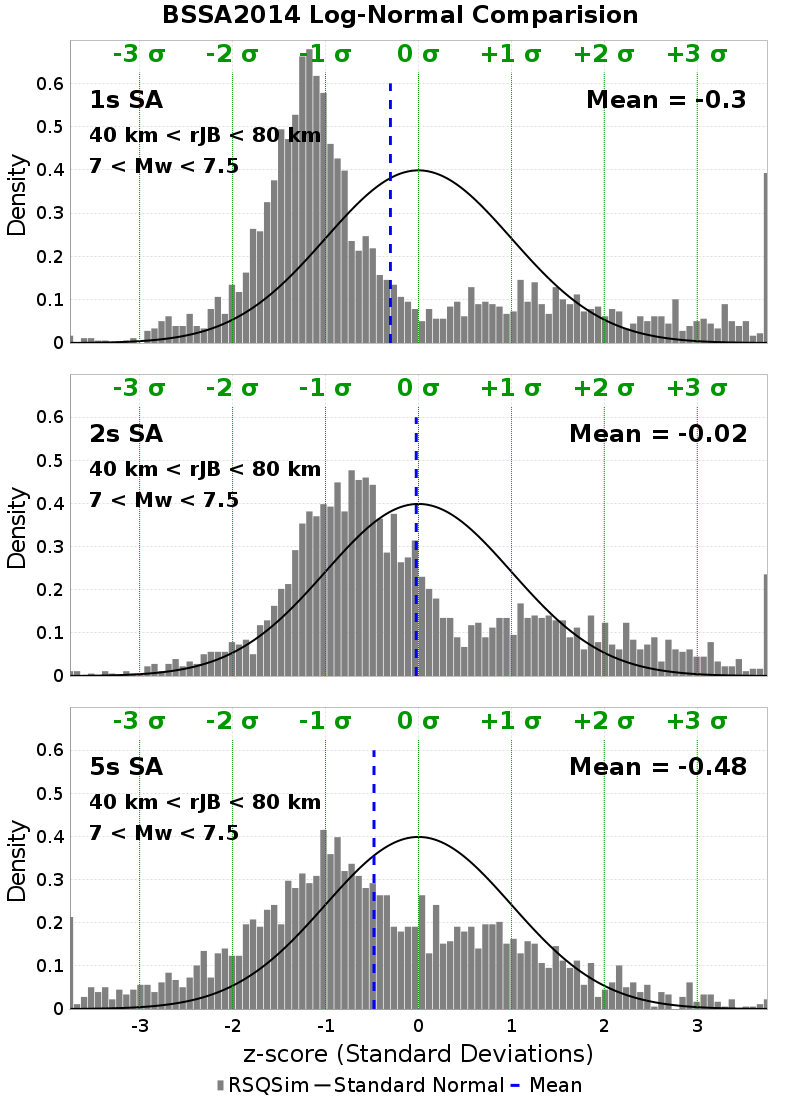 BSSA2014 Log-Normal Comparision
-3 σ -2 σ -1 σ 0 σ +1 σ +2 σ +3 σ
0.6
1s SA Mean = -0.3
0.5
40 km < rJB < 80 km
7 < Mw < 7.5
0.4
0.3
0.2
0.1
0
Density
-3 σ -2 σ -1 σ 0 σ +1 σ +2 σ +3 σ
0.6
2s SA Mean = -0.02
0.5
40 km < rJB < 80 km
7 < Mw < 7.5
0.4
0.3
0.2
0.1
0
Density
-3 σ -2 σ -1 σ 0 σ +1 σ +2 σ +3 σ
0.6
5s SA Mean = -0.48
0.5
40 km < rJB < 80 km
7 < Mw < 7.5
0.4
0.3
0.2
0.1
0
Density
-3 -2 -1 0 1 2 3
z-score (Standard Deviations)
RSQSim Standard Normal Mean